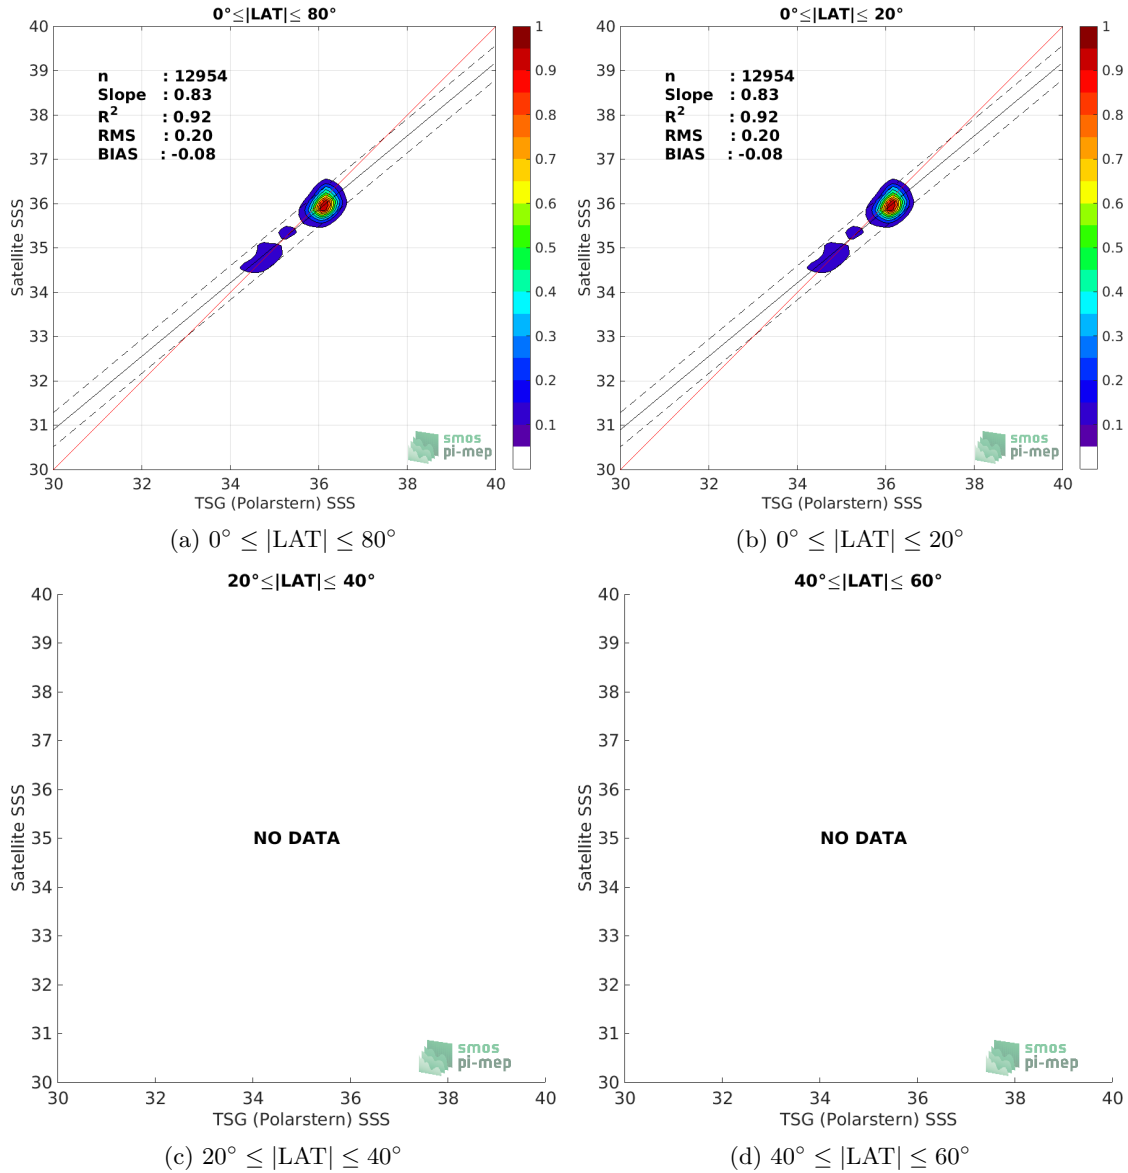 0°≤|LAT|≤ 80°
40
39
38
37
36
35
34
33
32
31
30
30
32
34
36
38
40
Satellite SSS
TSG (Polarstern) SSS
n : 12954
Slope : 0.83
R² : 0.92
RMS : 0.20
BIAS : -0.08
1
0.9
0.8
0.7
0.6
0.5
0.4
0.3
0.2
0.1
smos
pi-mep
(a) 0° ≤ |LAT| ≤ 80°
0°≤|LAT|≤ 20°
40
39
38
37
36
35
34
33
32
31
30
30
32
34
36
38
40
Satellite SSS
TSG (Polarstern) SSS
n : 12954
Slope : 0.83
R² : 0.92
RMS : 0.20
BIAS : -0.08
1
0.9
0.8
0.7
0.6
0.5
0.4
0.3
0.2
0.1
smos
pi-mep
(b) 0° ≤ |LAT| ≤ 20°
20°≤|LAT|≤ 40°
40
39
38
37
36
35
34
33
32
31
30
30
32
34
36
38
40
Satellite SSS
TSG (Polarstern) SSS
NO DATA
smos
pi-mep
(c) 20° ≤ |LAT| ≤ 40°
40°≤|LAT|≤ 60°
40
39
38
37
36
35
34
33
32
31
30
30
32
34
36
38
40
Satellite SSS
TSG (Polarstern) SSS
NO DATA
smos
pi-mep
(d) 40° ≤ |LAT| ≤ 60°